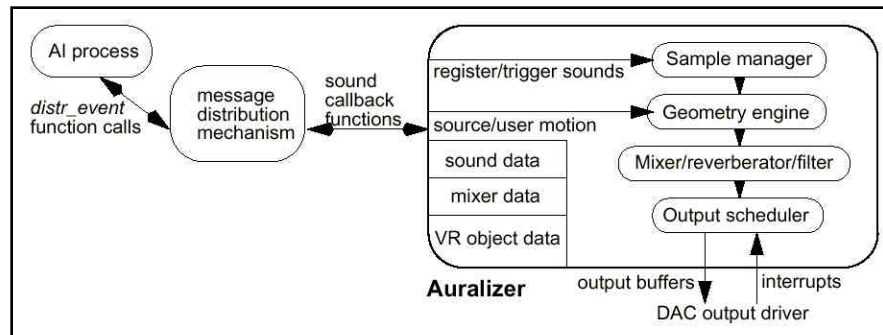 AI process
distr_event
function calls
message
distribution
mechanism
sound
callback
functions
register/trigger sounds
Sample manager
source/user motion
Geometry engine
sound data
Mixer/reverberator/filter
mixer data
Output scheduler
VR object data
Auralizer
output buffers
interrupts
DAC output driver